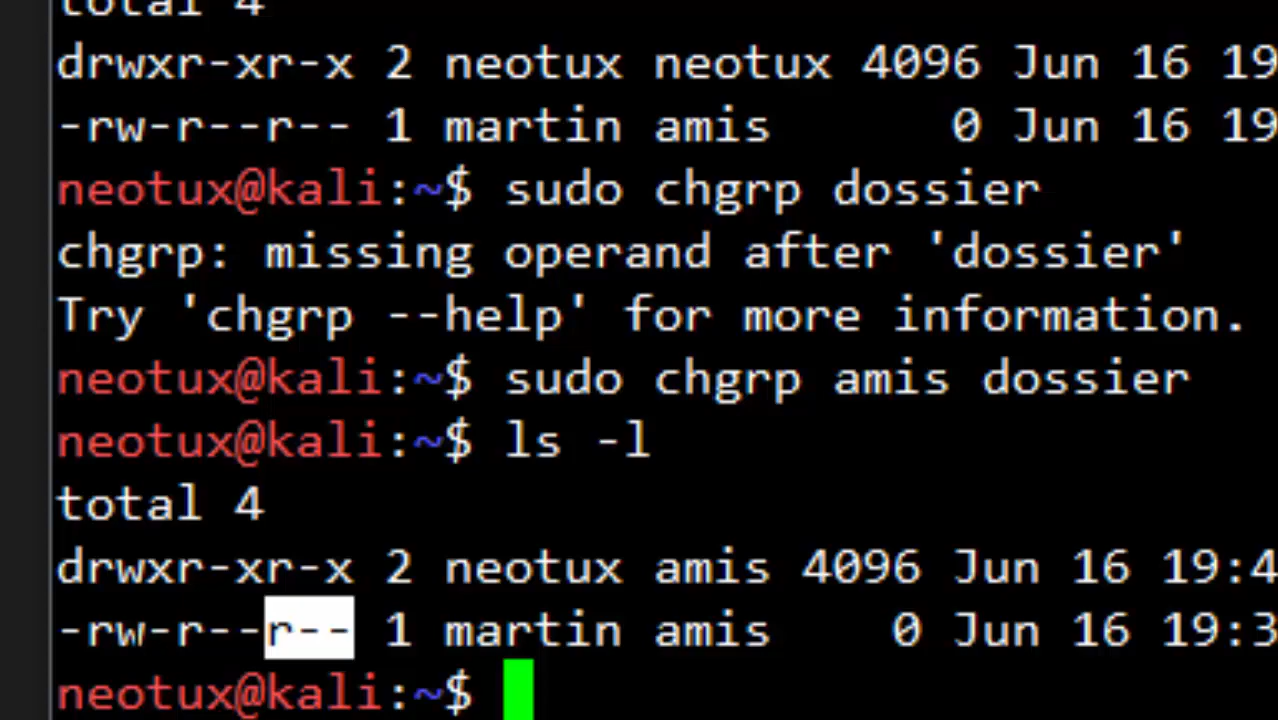 total 4
drwxr-xr-x 2 neotux neotux 4096 Jun 16 19
-rw-r--r-- 1 martin amis 0 Jun 16 19
neotux@kali:~$ sudo chgrp dossier
chgrp: missing operand after 'dossier'
Try 'chgrp --help' for more information.
neotux@kali:~$ sudo chgrp amis dossier
neotux@kali:~$ ls -l
total 4
drwxr-xr-x 2 neotux amis 4096 Jun 16 19:4
-rw-r--r-- 1 martin amis 0 Jun 16 19:3
neotux@kali:~$